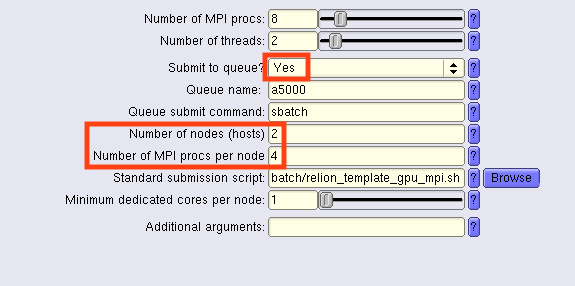 Number of MPI procs: 8 ?
Number of threads: 2 ?
Submit to queue? Yes ?
Queue name: a5000 ?
Queue submit command: sbatch ?
Number of nodes (hosts) 2 ?
Number of MPI procs per node 4 ?
Standard submission script: batch/relion_template_gpu_mpi.sh ? Browse
Minimum dedicated cores per node: 1 ?
Additional arguments: ?